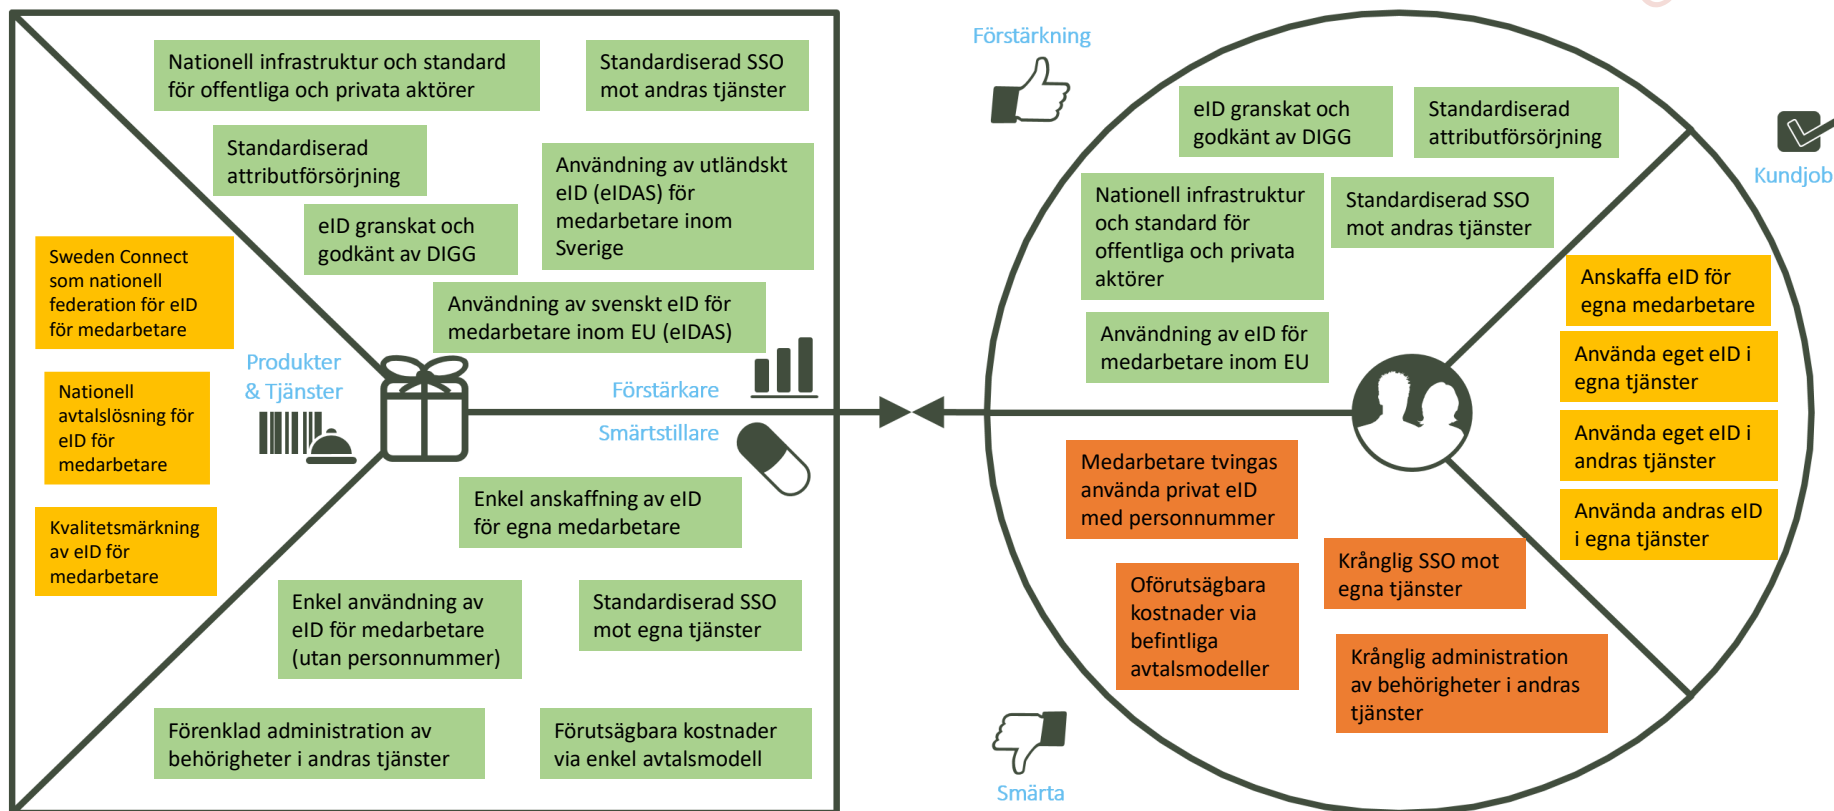 Nationell infrastruktur och standard
för offentliga och privata aktörer
Standardiserad SSO
mot andras tjänster
Standardiserad
attributförsörjning
Användning av utländskt
eID (eIDAS) för
medarbetare inom
Sverige
eID granskat och
godkänt av DIGG
Användning av svenskt eID för
medarbetare inom EU (eIDAS)
Sweden Connect
som nationell
federation för eID
för medarbetare
Nationell
avtalslösning för
eID för
medarbetare
Kvalitetsmärkning
av eID för
medarbetare
Produkter
& Tjänster
Förstärkare
Smärtstillare
Enkel anskaffning av eID
för egna medarbetare
Enkel användning av
eID för medarbetare
(utan personnummer)
Standardiserad SSO
mot egna tjänster
Förenklad administration av
behörigheter i andras tjänster
Förutsägbara kostnader
via enkel avtalsmodell
Förstärkning
eID granskat och
godkänt av DIGG
Standardiserad
attributförsörjning
Nationell infrastruktur
och standard för
offentliga och privata
aktörer
Standardiserad SSO
mot andras tjänster
Användning av eID för
medarbetare inom EU
Kundjob
Anskaffa eID för
egna medarbetare
Använda eget eID i
egna tjänster
Använda eget eID i
andras tjänster
Använda andras eID
i egna tjänster
Medarbetare tvingas
använda privat eID
med personnummer
Krånglig SSO mot
egna tjänster
Oförutsägbara
kostnader via
befintliga
avtalsmodeller
Krånglig administration
av behörigheter i andras
tjänster
Smärta